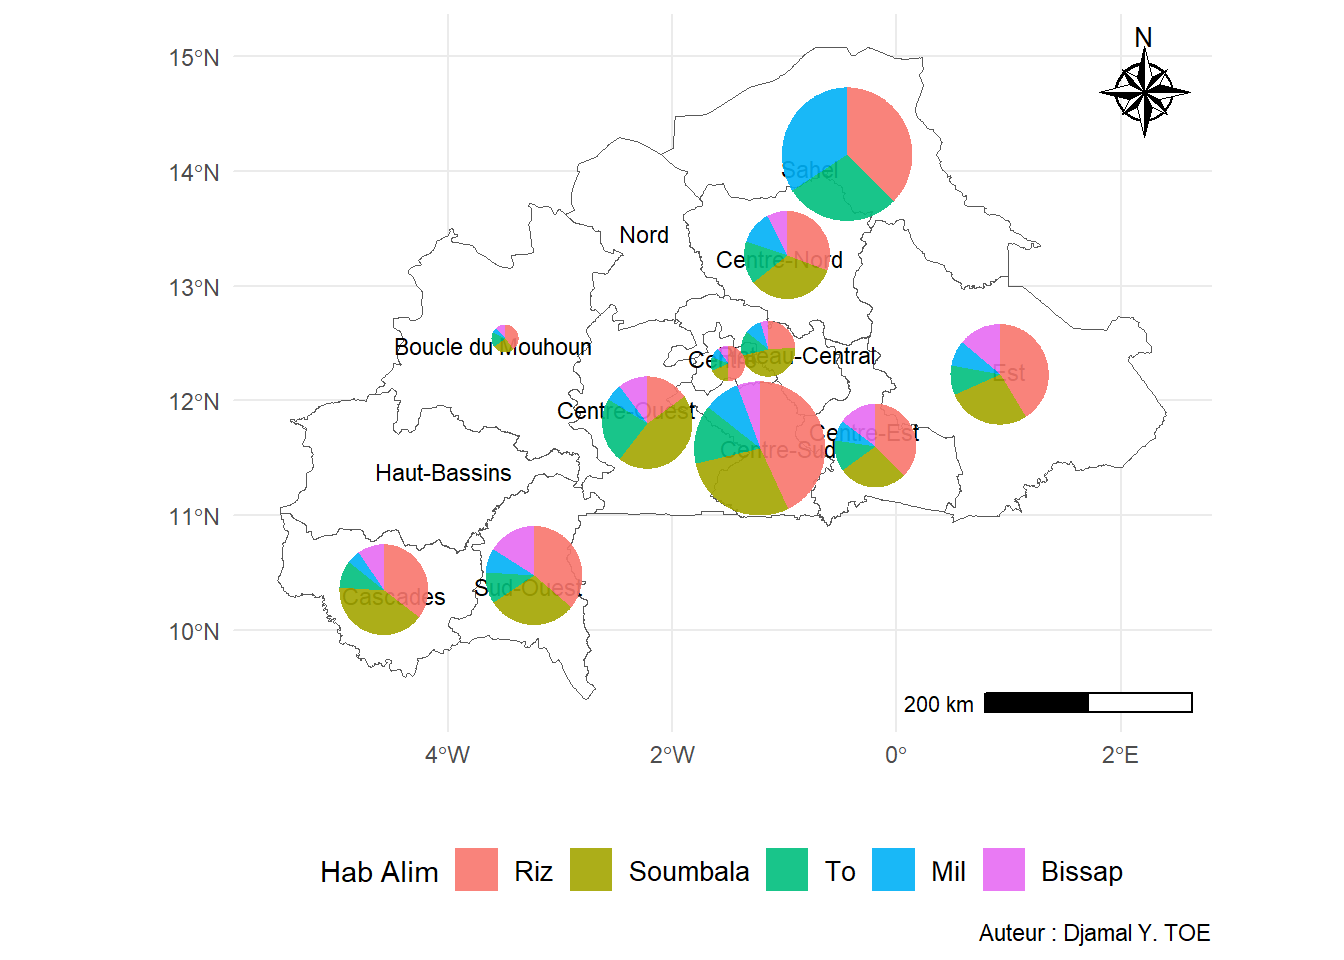 N
15°N
14°N
13°N
12°N
11°N
10°N
Sahel
Nord
Centre-Nord
Boucle du Mouhoun
Centre
Plateau-Central
Est
Centre-Ouest
Centre-Est
Centre-Sud
Haut-Bassins
Sud-Ouest
Cascades
200 km
4°W 2°W 0° 2°E
Hab Alim Riz Soumbala To Mil Bissap
Auteur : Djamal Y. TOE